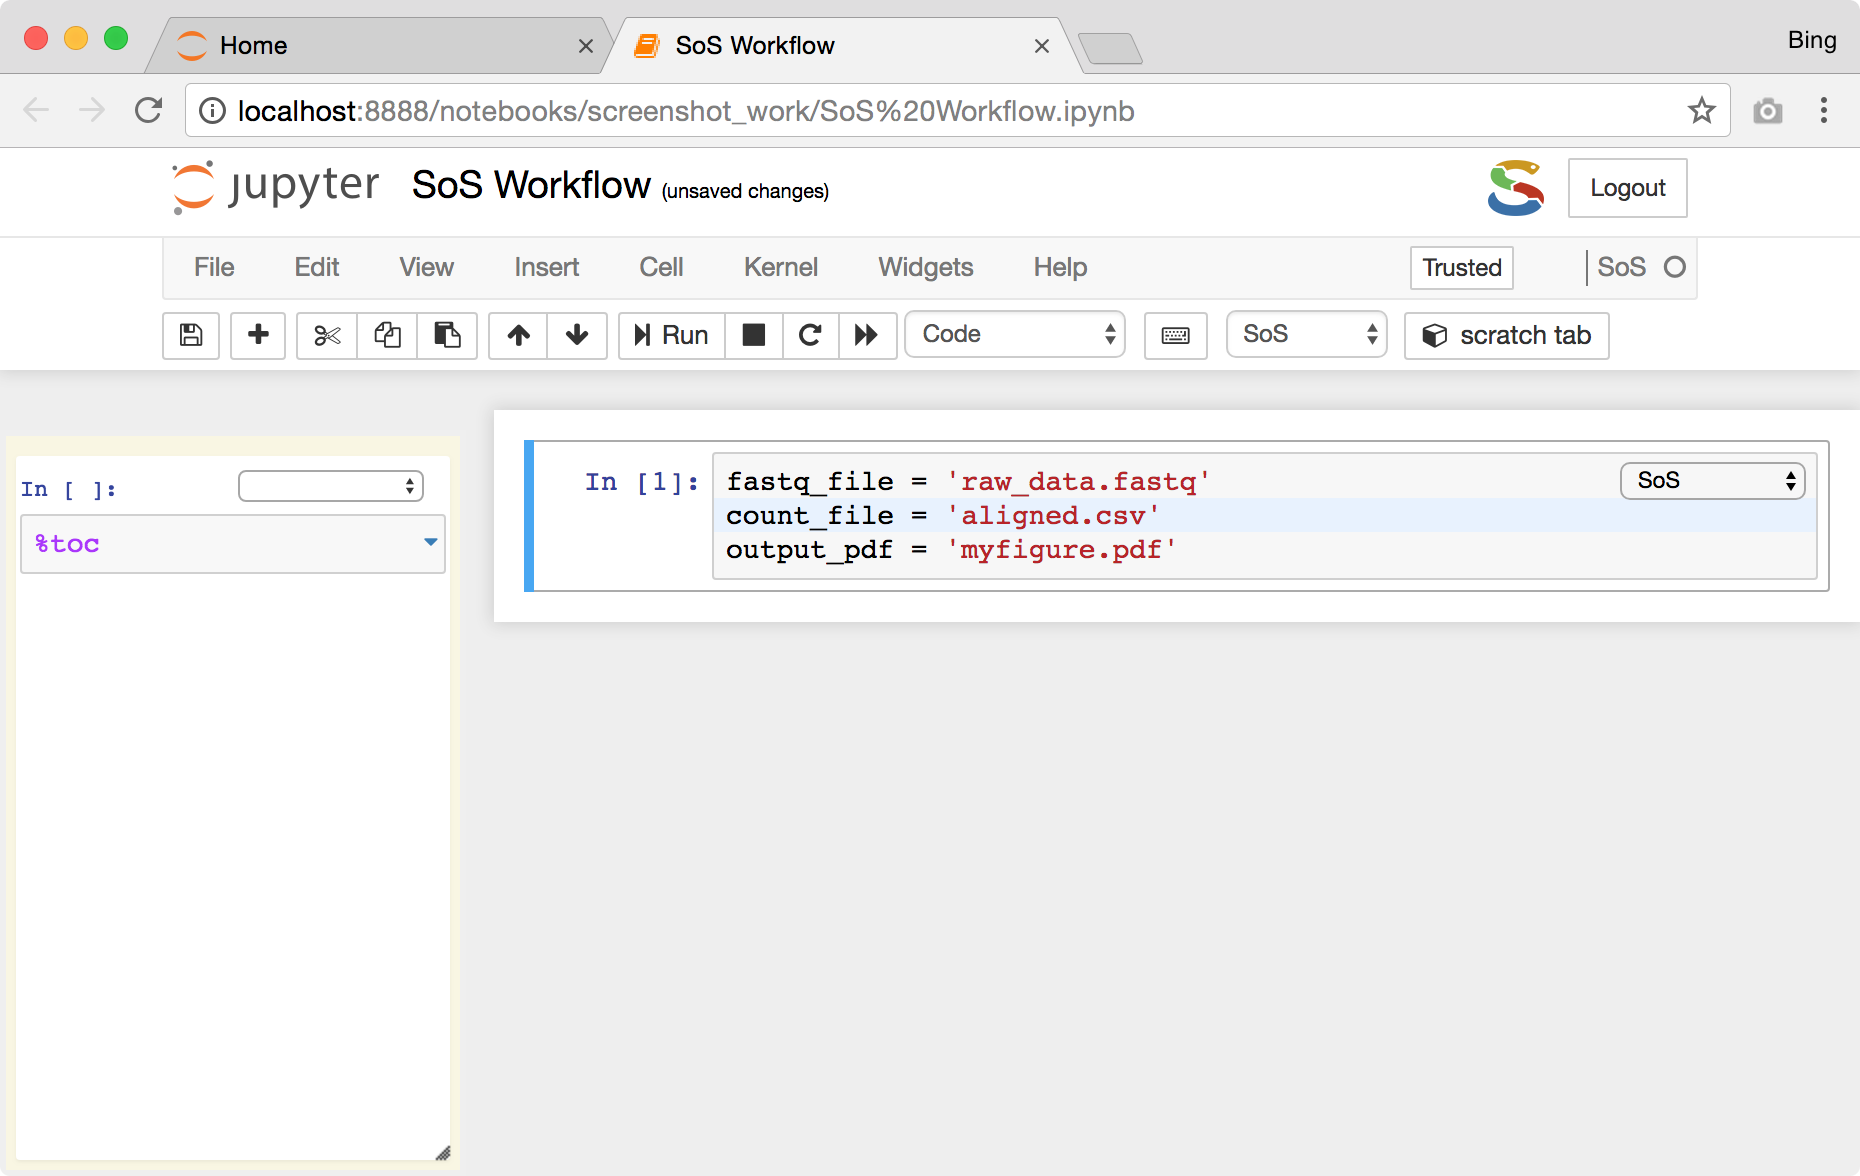 Home
SoS Workflow
Bing
localhost:8888/notebooks/screenshot_work/SoS%20Workflow.ipynb
jupyter SoS Workflow (unsaved changes)
Logout
File Edit View Insert Cell Kernel Widgets Help Trusted SoS
Run Code SoS scratch tab
In [ ]:
%toc
In [1]:
fastq_file = 'raw_data.fastq'
count_file = 'aligned.csv'
output_pdf = 'myfigure.pdf'
SoS